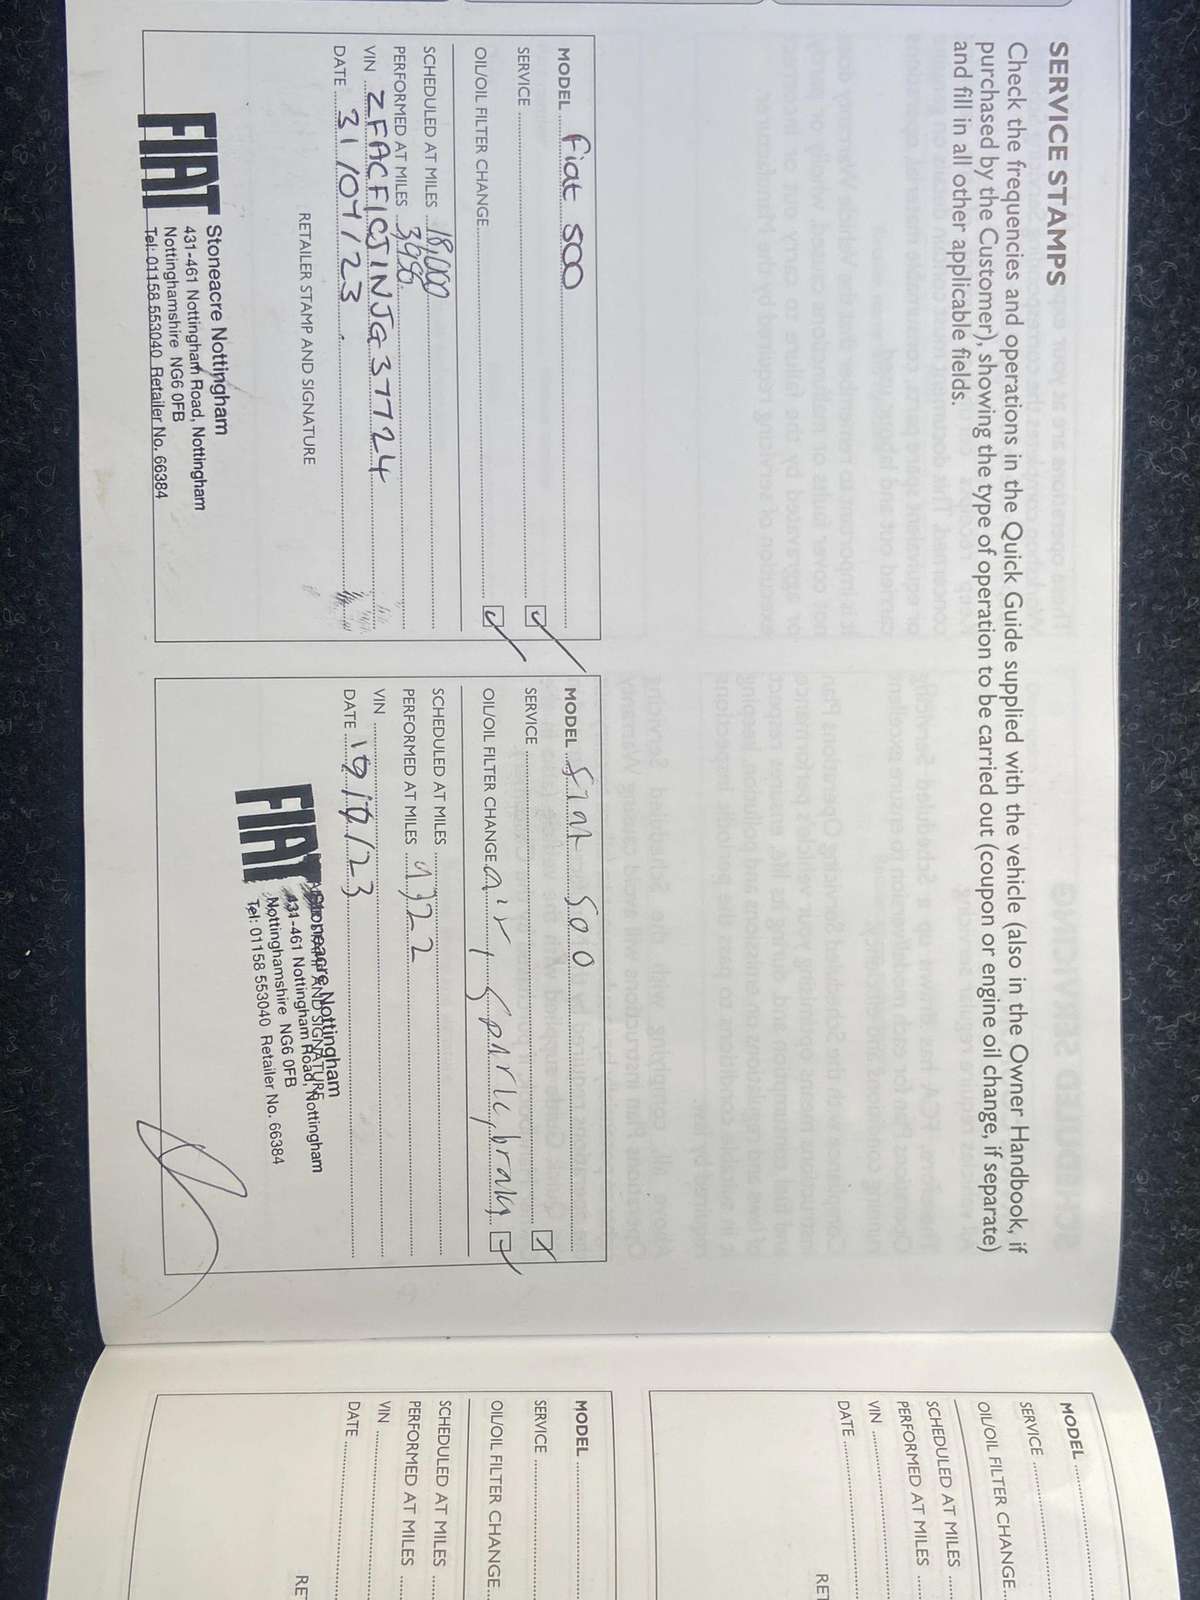 SERVICE STAMPS
Check the frequencies and operations in the Quick Guide supplied with the vehicle (also in the Owner Handbook, if
purchased by the Customer), showing the type of operation to be carried out (coupon or engine oil change, if separate)
and fill in all other applicable fields.
MODEL fiat 500
SERVICE
OIL/OIL FILTER CHANGE
SCHEDULED AT MILES 18,000
PERFORMED AT MILES 3998
VIN ZFACF1CJ1NJG37724
DATE 31/07/23
RETAILER STAMP AND SIGNATURE
FIAT
Stoneacre Nottingham
431-461 Nottingham Road, Nottingham
Nottinghamshire NG6 0FB
Tel: 01158 553040 Retailer No. 66384
MODEL fiat 500
SERVICE
OIL/OIL FILTER CHANGE air, spark, brakes
SCHEDULED AT MILES
PERFORMED AT MILES
VIN
DATE
STAMP AND SIGNATURE
FIAT
Stoneacre Nottingham
431-461 Nottingham Road, Nottingham
Nottinghamshire NG6 0FB
Tel: 01158 553040 Retailer No. 66384
MODEL
SERVICE
OIL/OIL FILTER CHANGE
SCHEDULED AT MILES
PERFORMED AT MILES
VIN
DATE
RET
MODEL
SERVICE
OIL/OIL FILTER CHANGE
SCHEDULED AT MILES
PERFORMED AT MILES
VIN
DATE
RET